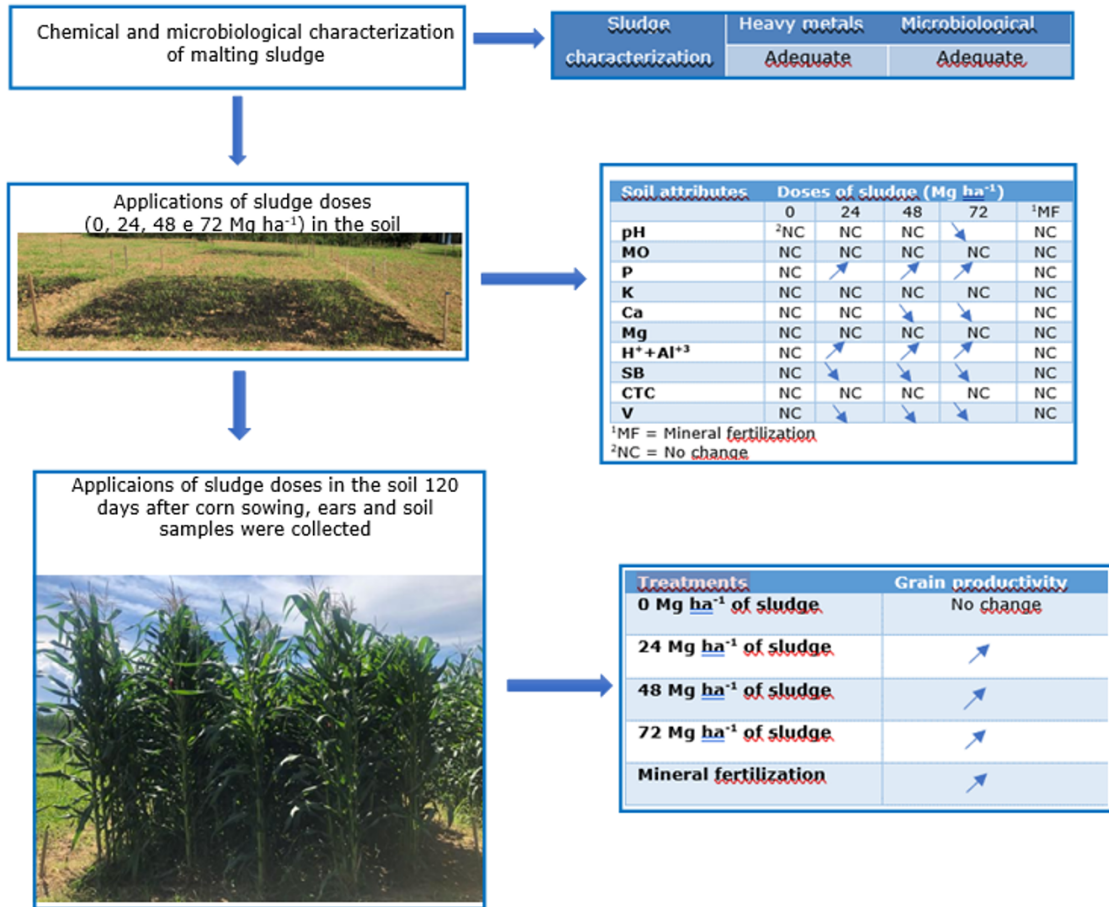 Chemical and microbiological characterization
of malting sludge
Sludge characterization Heavy metals Microbiological
Adequate Adequate
Applications of sludge doses
(0, 24, 48 e 72 Mg ha⁻¹) in the soil
Soil attributes Doses of sludge (Mg ha⁻¹)
0 24 48 72 ¹MF
pH ²NC NC NC ↘ NC
MO NC NC NC NC NC
P NC ↗ ↗ ↗ NC
K NC NC NC NC NC
Ca NC NC ↘ ↘ NC
Mg NC NC NC NC NC
H⁺+Al⁺³ NC ↗ ↗ ↗ NC
SB NC ↘ ↘ ↘ NC
CTC NC NC NC NC NC
V NC ↘ ↘ ↘ NC
¹MF = Mineral fertilization
²NC = No change
Applicaions of sludge doses in the soil 120
days after corn sowing, ears and soil
samples were collected
Treatments Grain productivity
0 Mg ha⁻¹ of sludge No change
24 Mg ha⁻¹ of sludge ↗
48 Mg ha⁻¹ of sludge ↗
72 Mg ha⁻¹ of sludge ↗
Mineral fertilization ↗